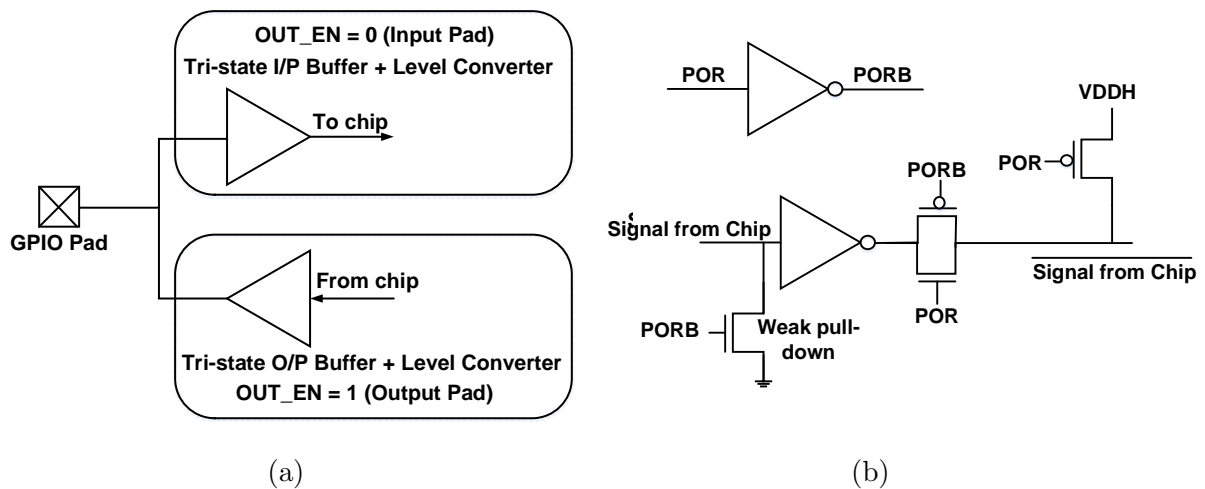 OUT_EN = 0 (Input Pad)
Tri-state I/P Buffer + Level Converter
To chip
GPIO Pad
From chip
Tri-state O/P Buffer + Level Converter
OUT_EN = 1 (Output Pad)
(a)
POR
PORB
VDDH
POR
PORB
Signal from Chip
Signal from Chip
POR
PORB
Weak pull-
down
(b)